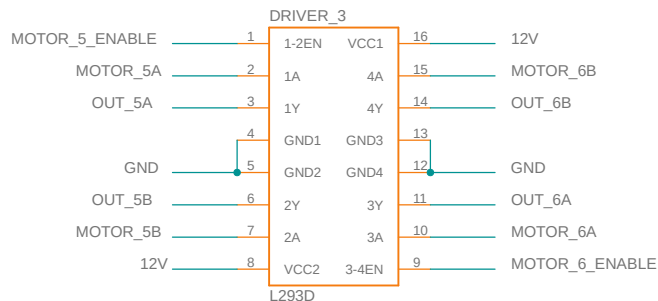 DRIVER_3
MOTOR_5_ENABLE 1 1-2EN VCC1 16 12V
MOTOR_5A 2 1A 4A 15 MOTOR_6B
OUT_5A 3 1Y 4Y 14 OUT_6B
4 GND1 GND3 13
GND 5 GND2 GND4 12 GND
OUT_5B 6 2Y 3Y 11 OUT_6A
MOTOR_5B 7 2A 3A 10 MOTOR_6A
12V 8 VCC2 3-4EN 9 MOTOR_6_ENABLE
L293D